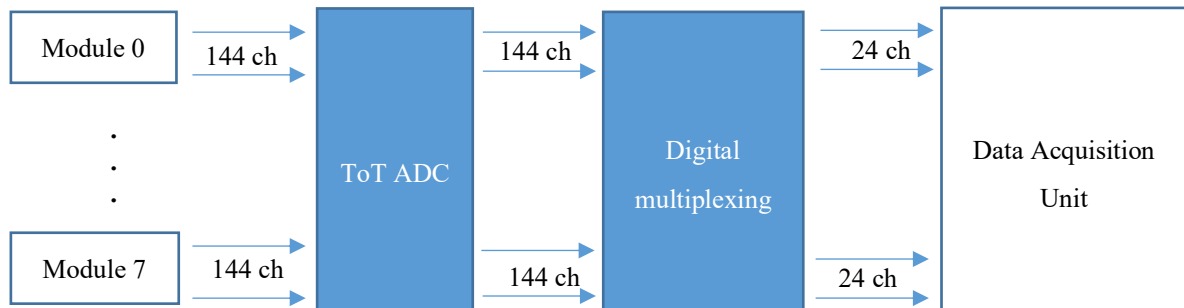 Module 0
144 ch
144 ch
24 ch
.
.
.
ToT ADC
Digital
multiplexing
Data Acquisition
Unit
Module 7
144 ch
144 ch
24 ch